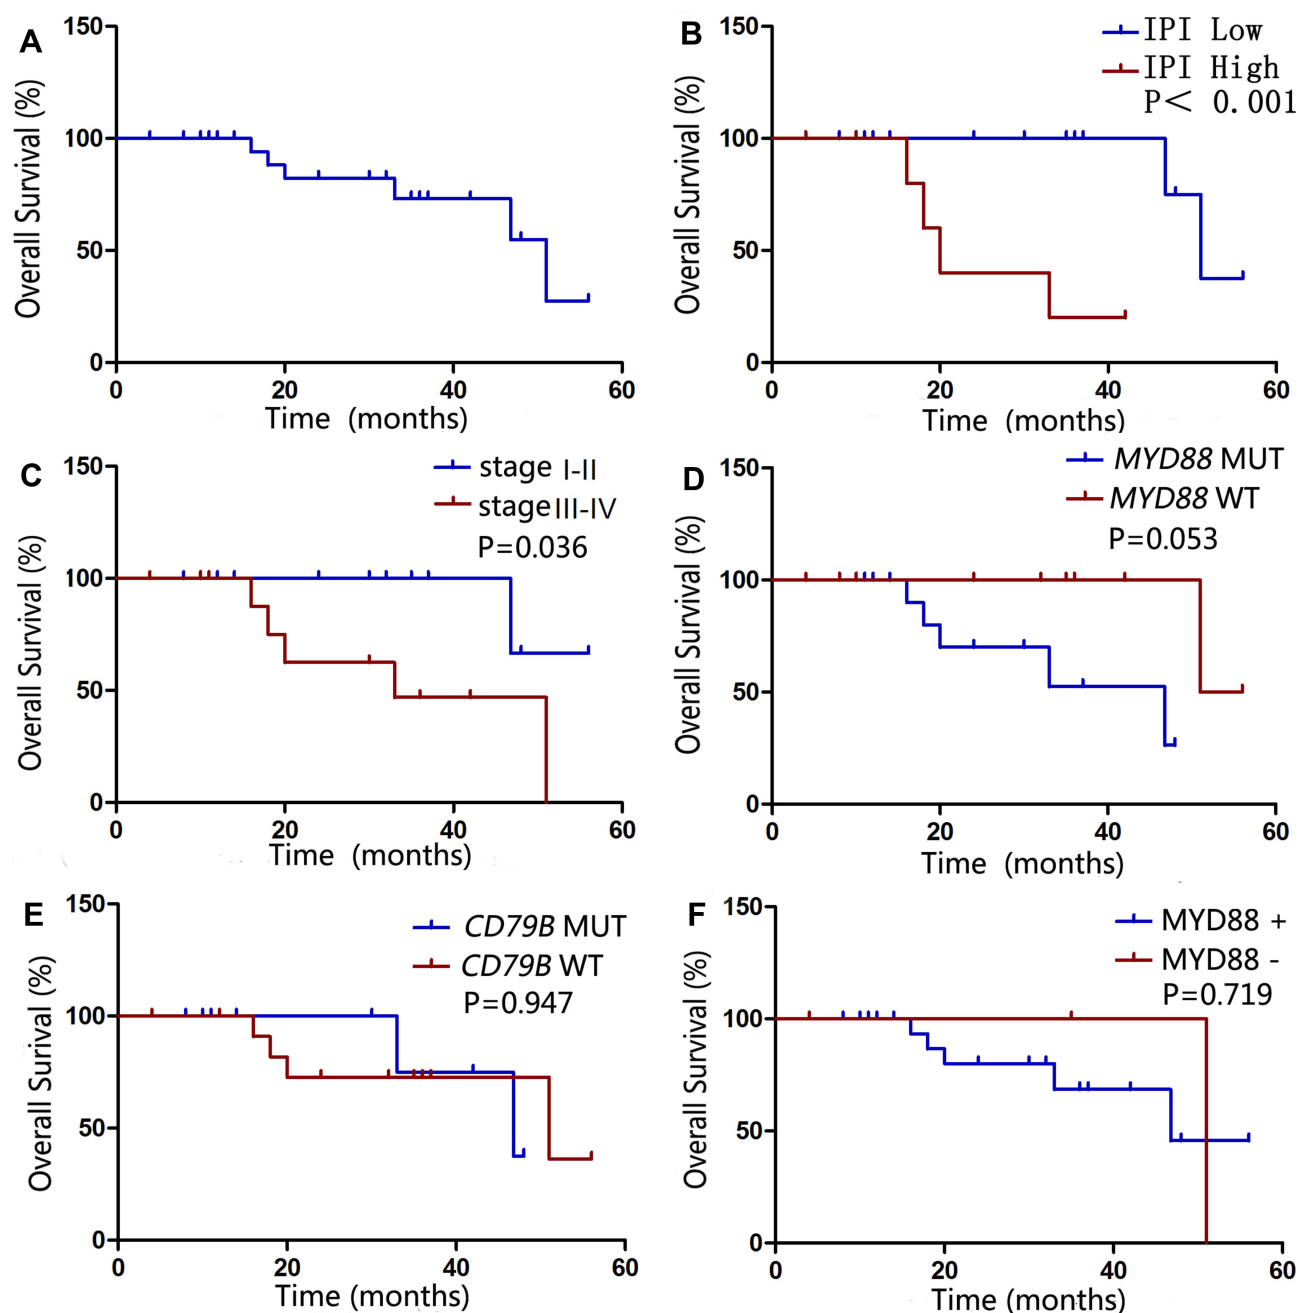 A
150
100
50
0
0 20 40 60
Overall Survival (%)
Time (months)
B
150
100
50
0
0 20 40 60
Overall Survival (%)
Time (months)
IPI Low
IPI High
P< 0.001
C
150
100
50
0
0 20 40 60
Overall Survival (%)
Time (months)
stage I-II
stage III-IV
P=0.036
D
150
100
50
0
0 20 40 60
Overall Survival (%)
Time (months)
MYD88 MUT
MYD88 WT
P=0.053
E
150
100
50
0
0 20 40 60
Overall Surival (%)
Time (months)
CD79B MUT
CD79B WT
P=0.947
F
150
100
50
0
0 20 40 60
Overall Survival (%)
Time (months)
MYD88 +
MYD88 -
P=0.719